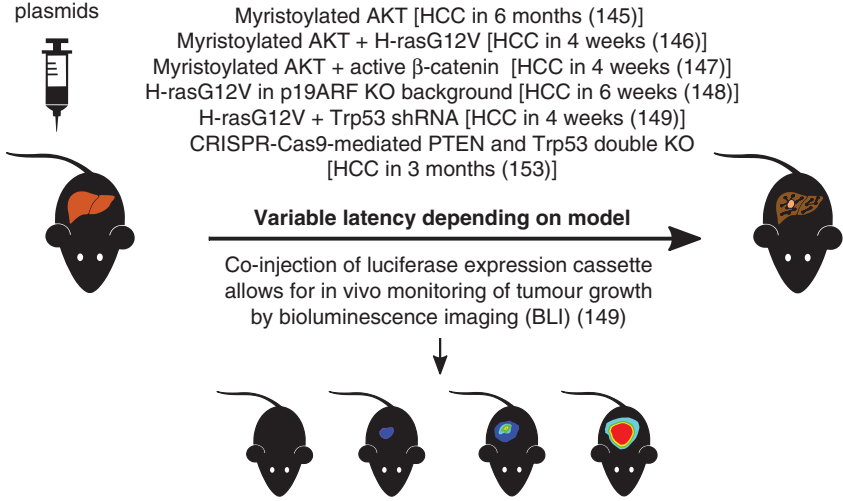 plasmids
Myristoylated AKT [HCC in 6 months (145)]
Myristoylated AKT + H-rasG12V [HCC in 4 weeks (146)]
Myristoylated AKT + active β-catenin [HCC in 4 weeks (147)]
H-rasG12V in p19ARF KO background [HCC in 6 weeks (148)]
H-rasG12V + Trp53 shRNA [HCC in 4 weeks (149)]
CRISPR-Cas9-mediated PTEN and Trp53 double KO
[HCC in 3 months (153)]
Variable latency depending on model
Co-injection of luciferase expression cassette
allows for in vivo monitoring of tumour growth
by bioluminescence imaging (BLI) (149)